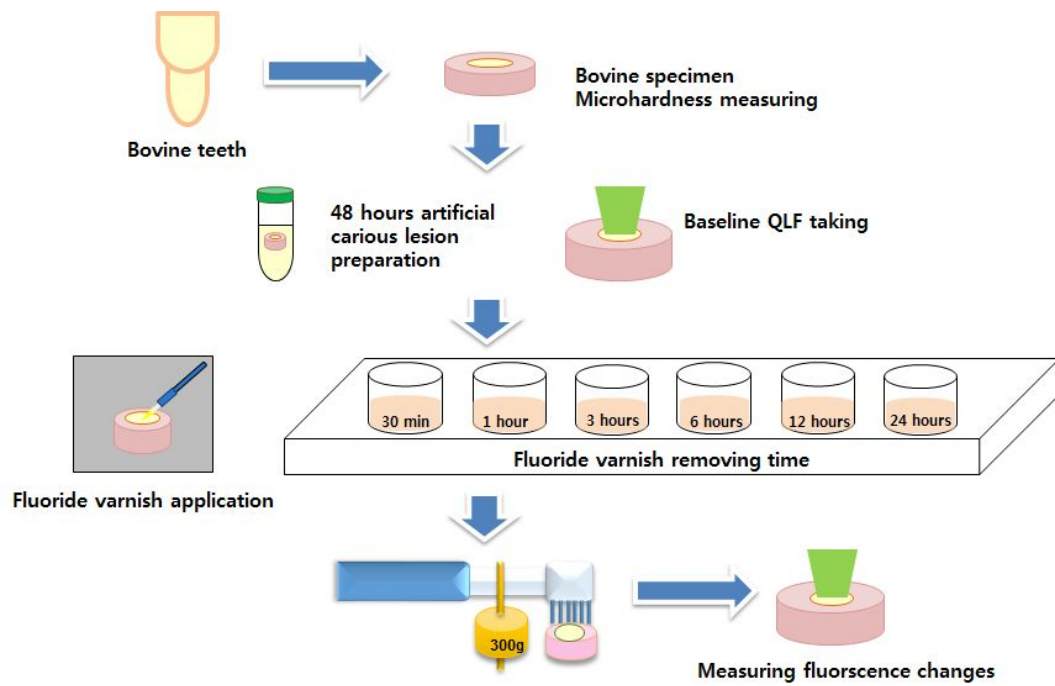 Bovine teeth
Bovine specimen
Microhardness measuring
48 hours artificial
carious lesion
preparation
Baseline QLF taking
30 min
1 hour
3 hours
6 hours
12 hours
24 hours
Fluoride varnish removing time
Fluoride varnish application
300g
Measuring fluorscence changes